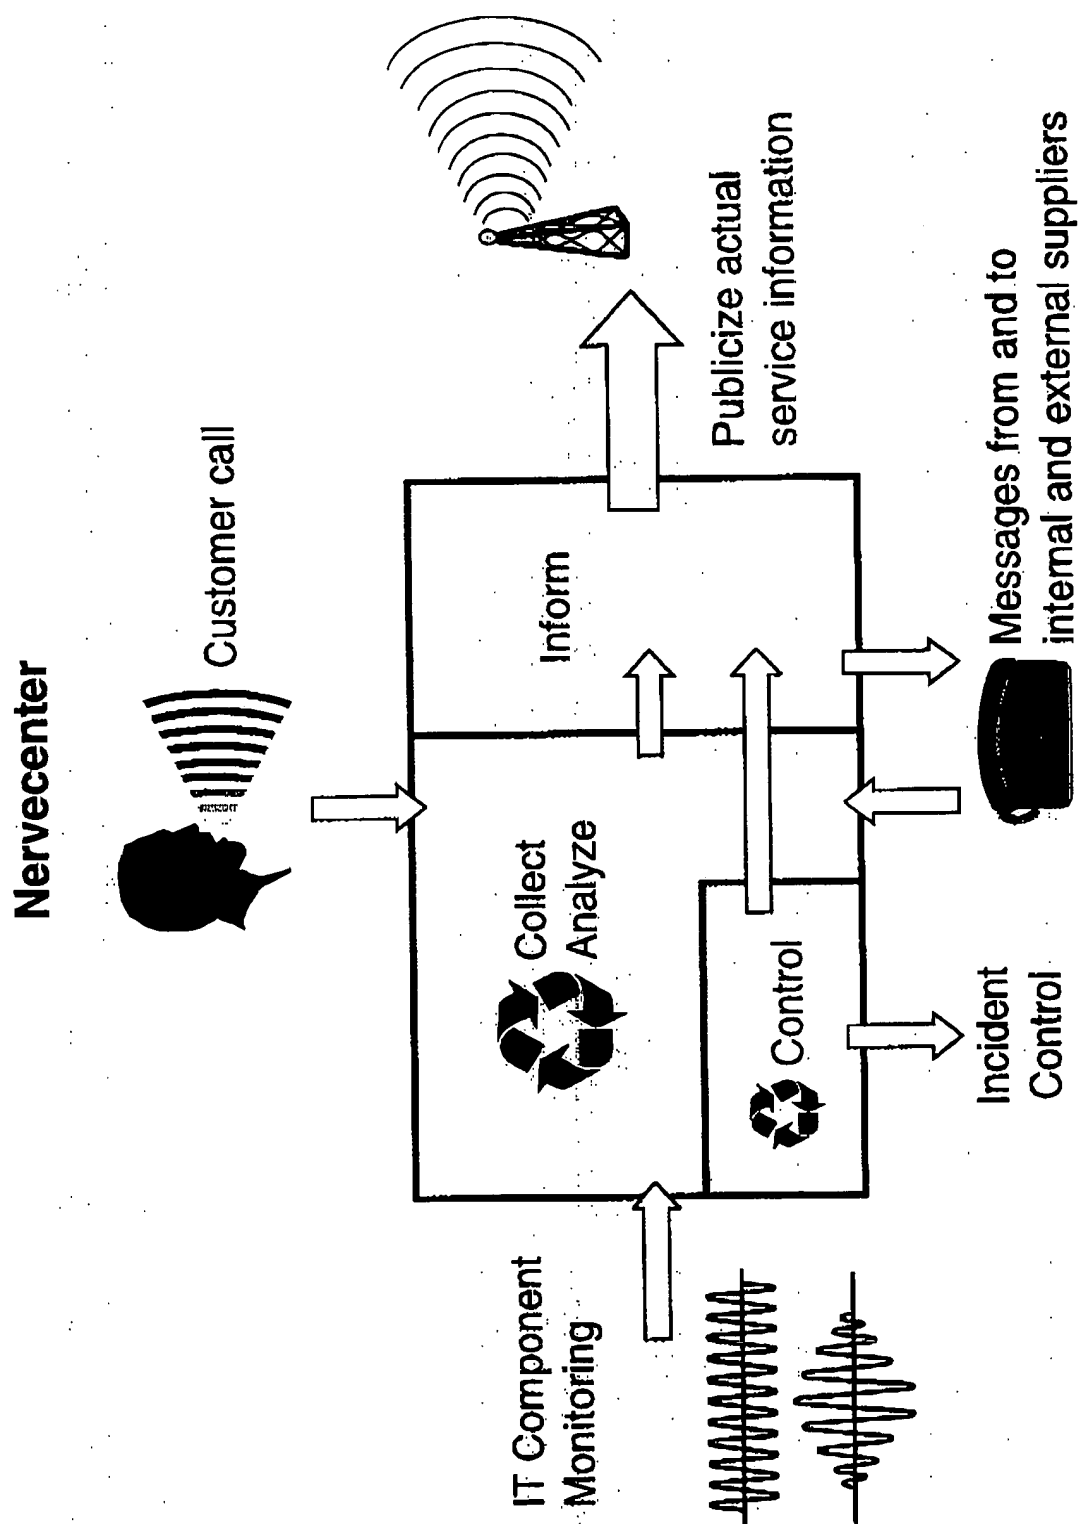 Nervecenter
Customer call
IT Component
Monitoring
Collect
Analyze
Inform
Control
Publicize actual
service information
Incident
Control
Messages from and to
internal and external suppliers